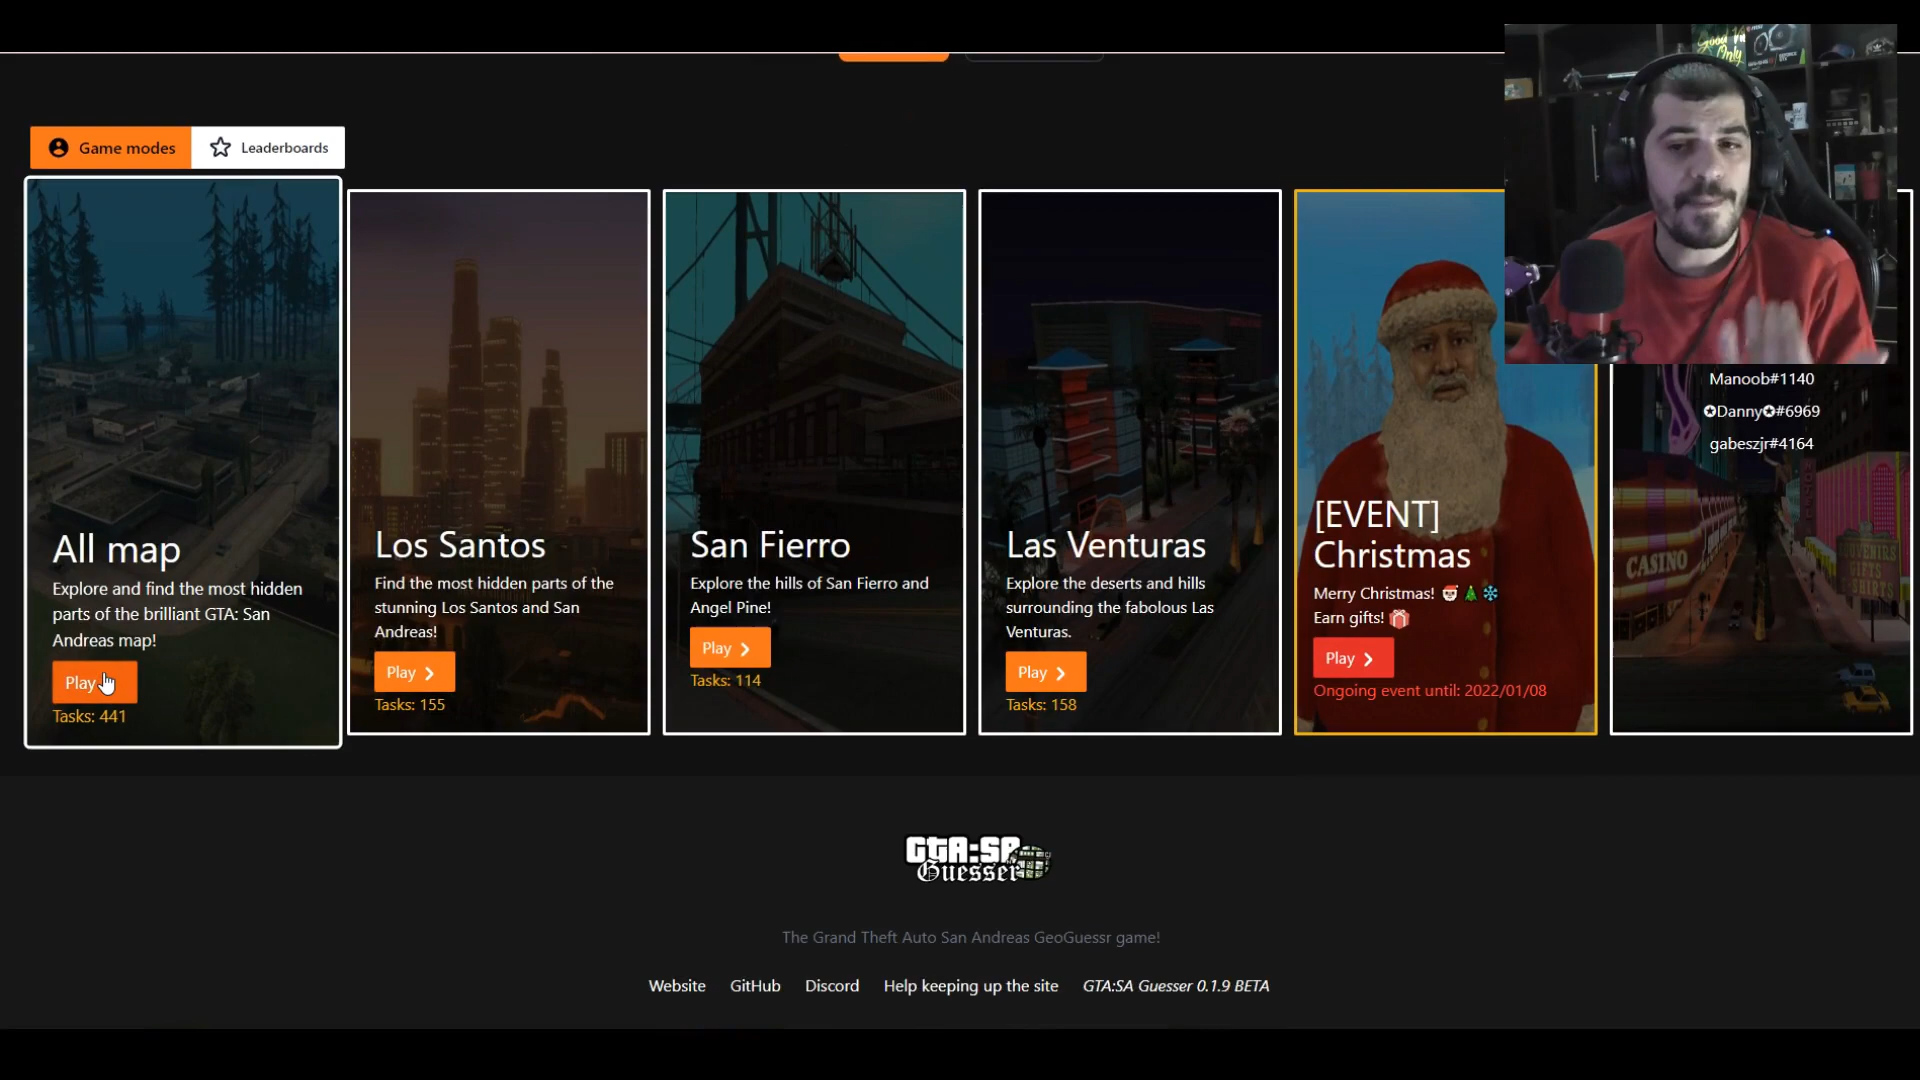 Good Vi
Only
Game modes
Leaderboards
All map
Explore and find the most hidden
parts of the brilliant GTA: San
Andreas map!
Play
Tasks: 441
Los Santos
Find the most hidden parts of the
stunning Los Santos and San
Andreas!
Play
Tasks: 155
San Fierro
Explore the hills of San Fierro and
Angel Pine!
Play
Tasks: 114
Las Venturas
Explore the deserts and hills
surrounding the fabolous Las
Venturas.
Play
Tasks: 158
[EVENT]
Christmas
Merry Christmas! 🎅🎄❄
Earn gifts! 🎁
Play
Ongoing event until: 2022/01/08
Manoob#1140
✪Danny✪#6969
gabeszjr#4164
CASINO
SOUVENIRS
GIFTS
T SHIRTS
GTA:SA
Guesser
The Grand Theft Auto San Andreas GeoGuessr game!
Website GitHub Discord Help keeping up the site GTA:SA Guesser 0.1.9 BETA